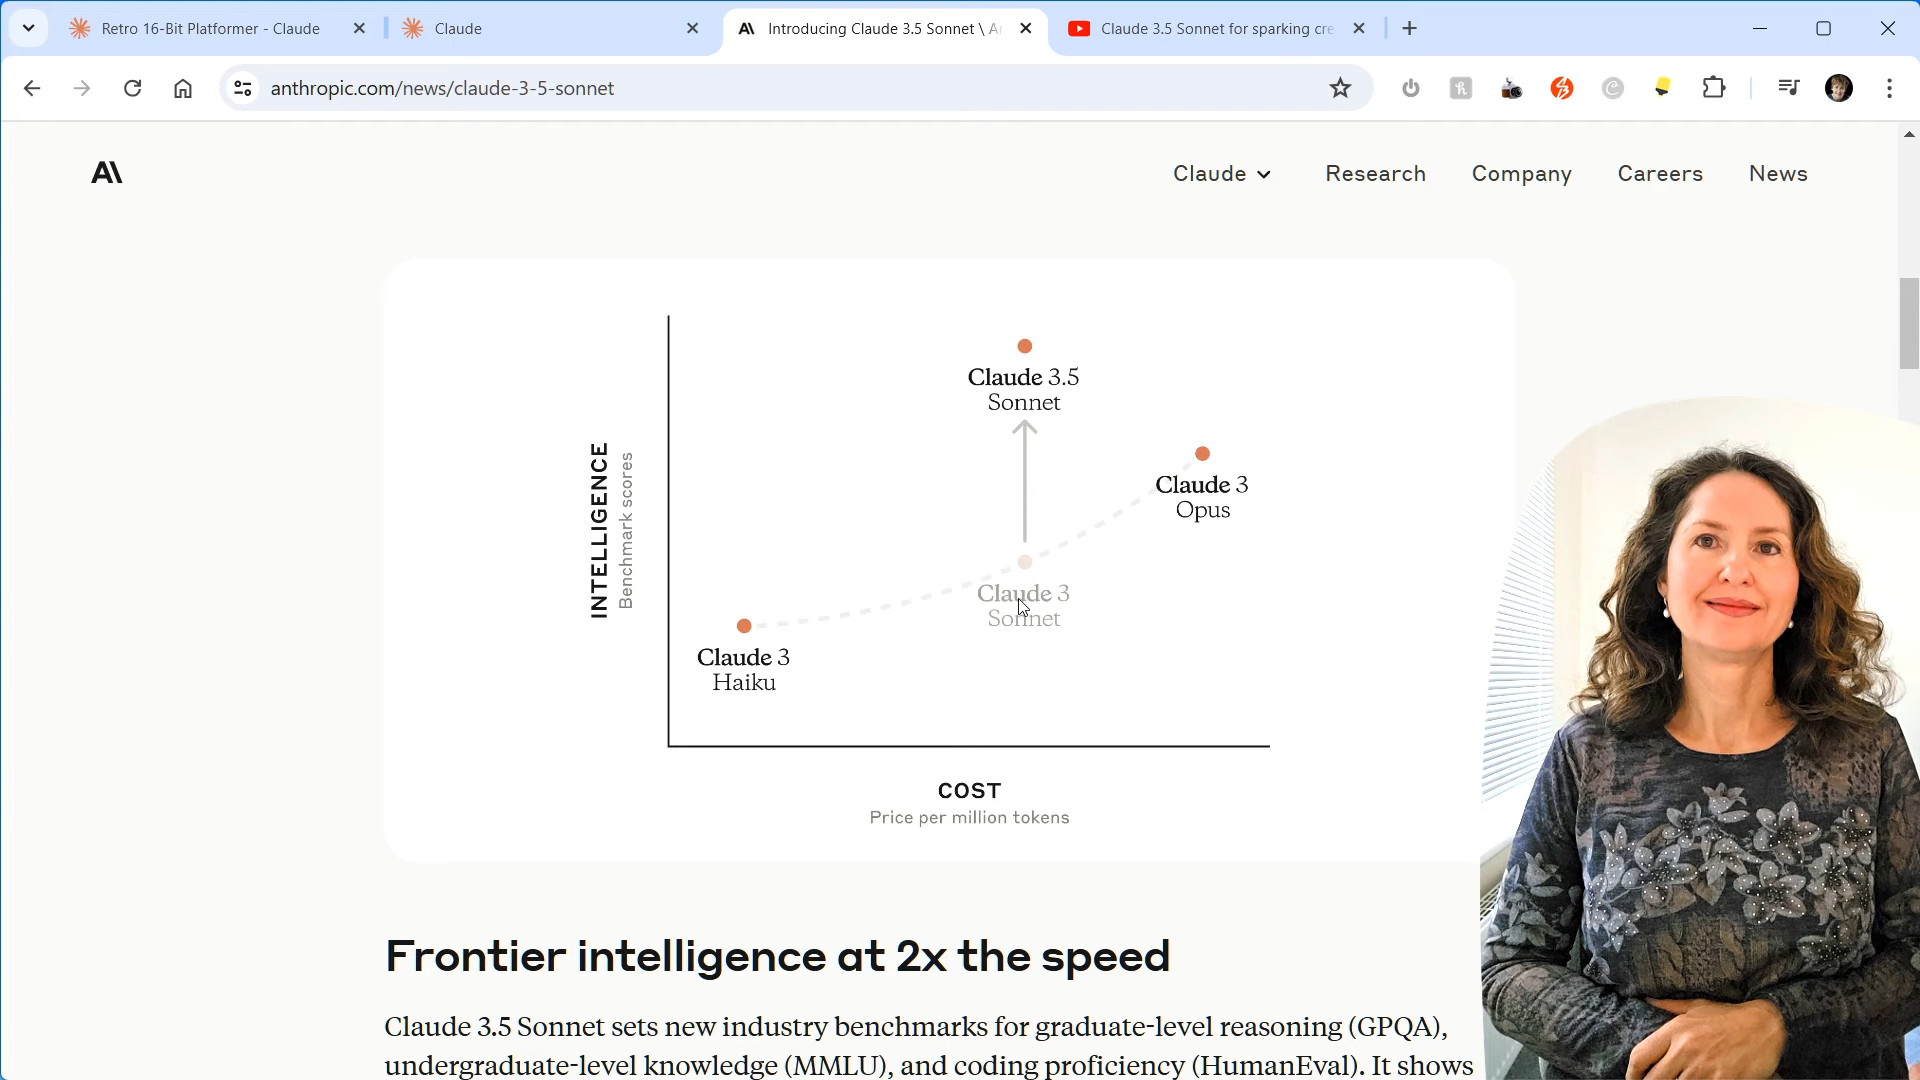 Retro 16-Bit Platformer - Claude
Claude
Introducing Claude 3.5 Sonnet \
Claude 3.5 Sonnet for sparking
anthropic.com/news/claude-3-5-sonnet
A\
Claude
Research
Company
Careers
News
INTELLIGENCE
Benchmark scores
Claude 3.5
Sonnet
Claude 3
Opus
Claude 3
Sonnet
Claude 3
Haiku
COST
Price per million tokens
Frontier intelligence at 2x the speed
Claude 3.5 Sonnet sets new industry benchmarks for graduate-level reasoning (GPQA),
undergraduate-level knowledge (MMLU), and coding proficiency (HumanEval). It shows